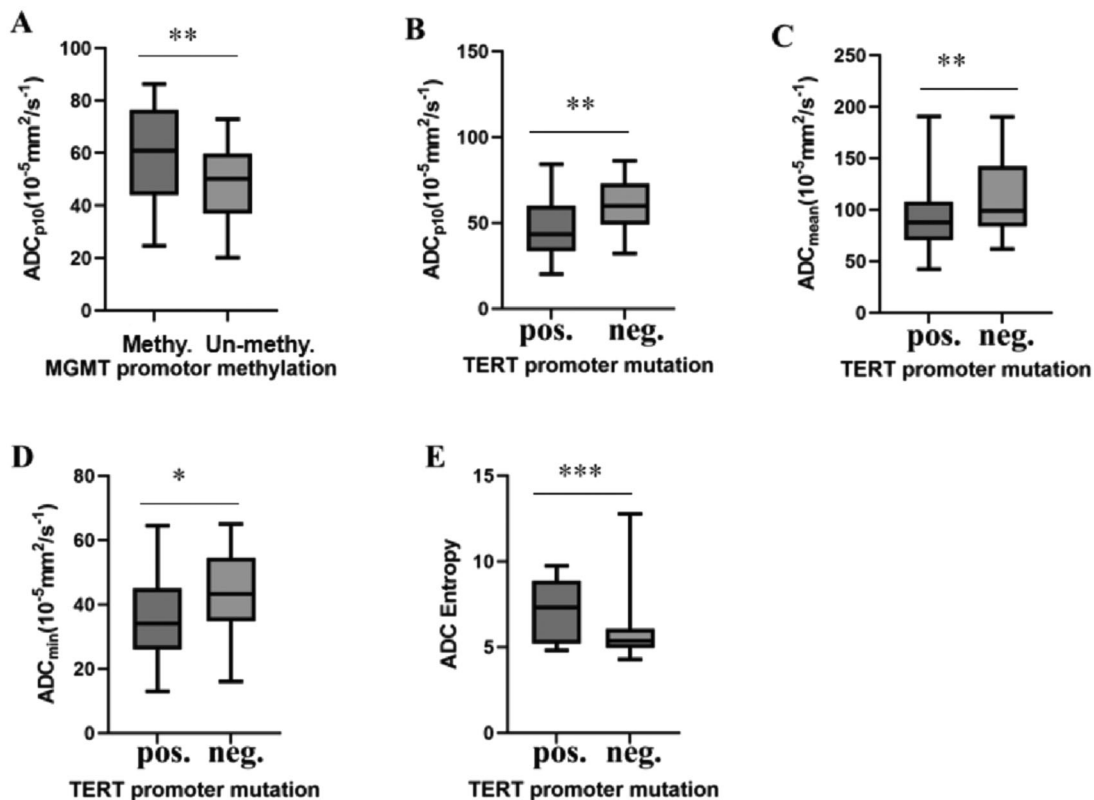 A
**
ADCp10(10-5mm2/s-1)
100
80
60
40
20
0
Methy. Un-methy.
MGMT promotor methylation
B
**
ADCp10(10-5mm2/s-1)
150
100
50
0
pos. neg.
TERT promoter mutation
C
**
ADCmean(10-5mm2/s-1)
250
200
150
100
50
0
pos. neg.
TERT promoter mutation
D
*
ADCmin(10-5mm2/s-1)
80
60
40
20
0
pos. neg.
TERT promoter mutation
E
***
ADC Entropy
15
10
5
0
pos. neg.
TERT promoter mutation